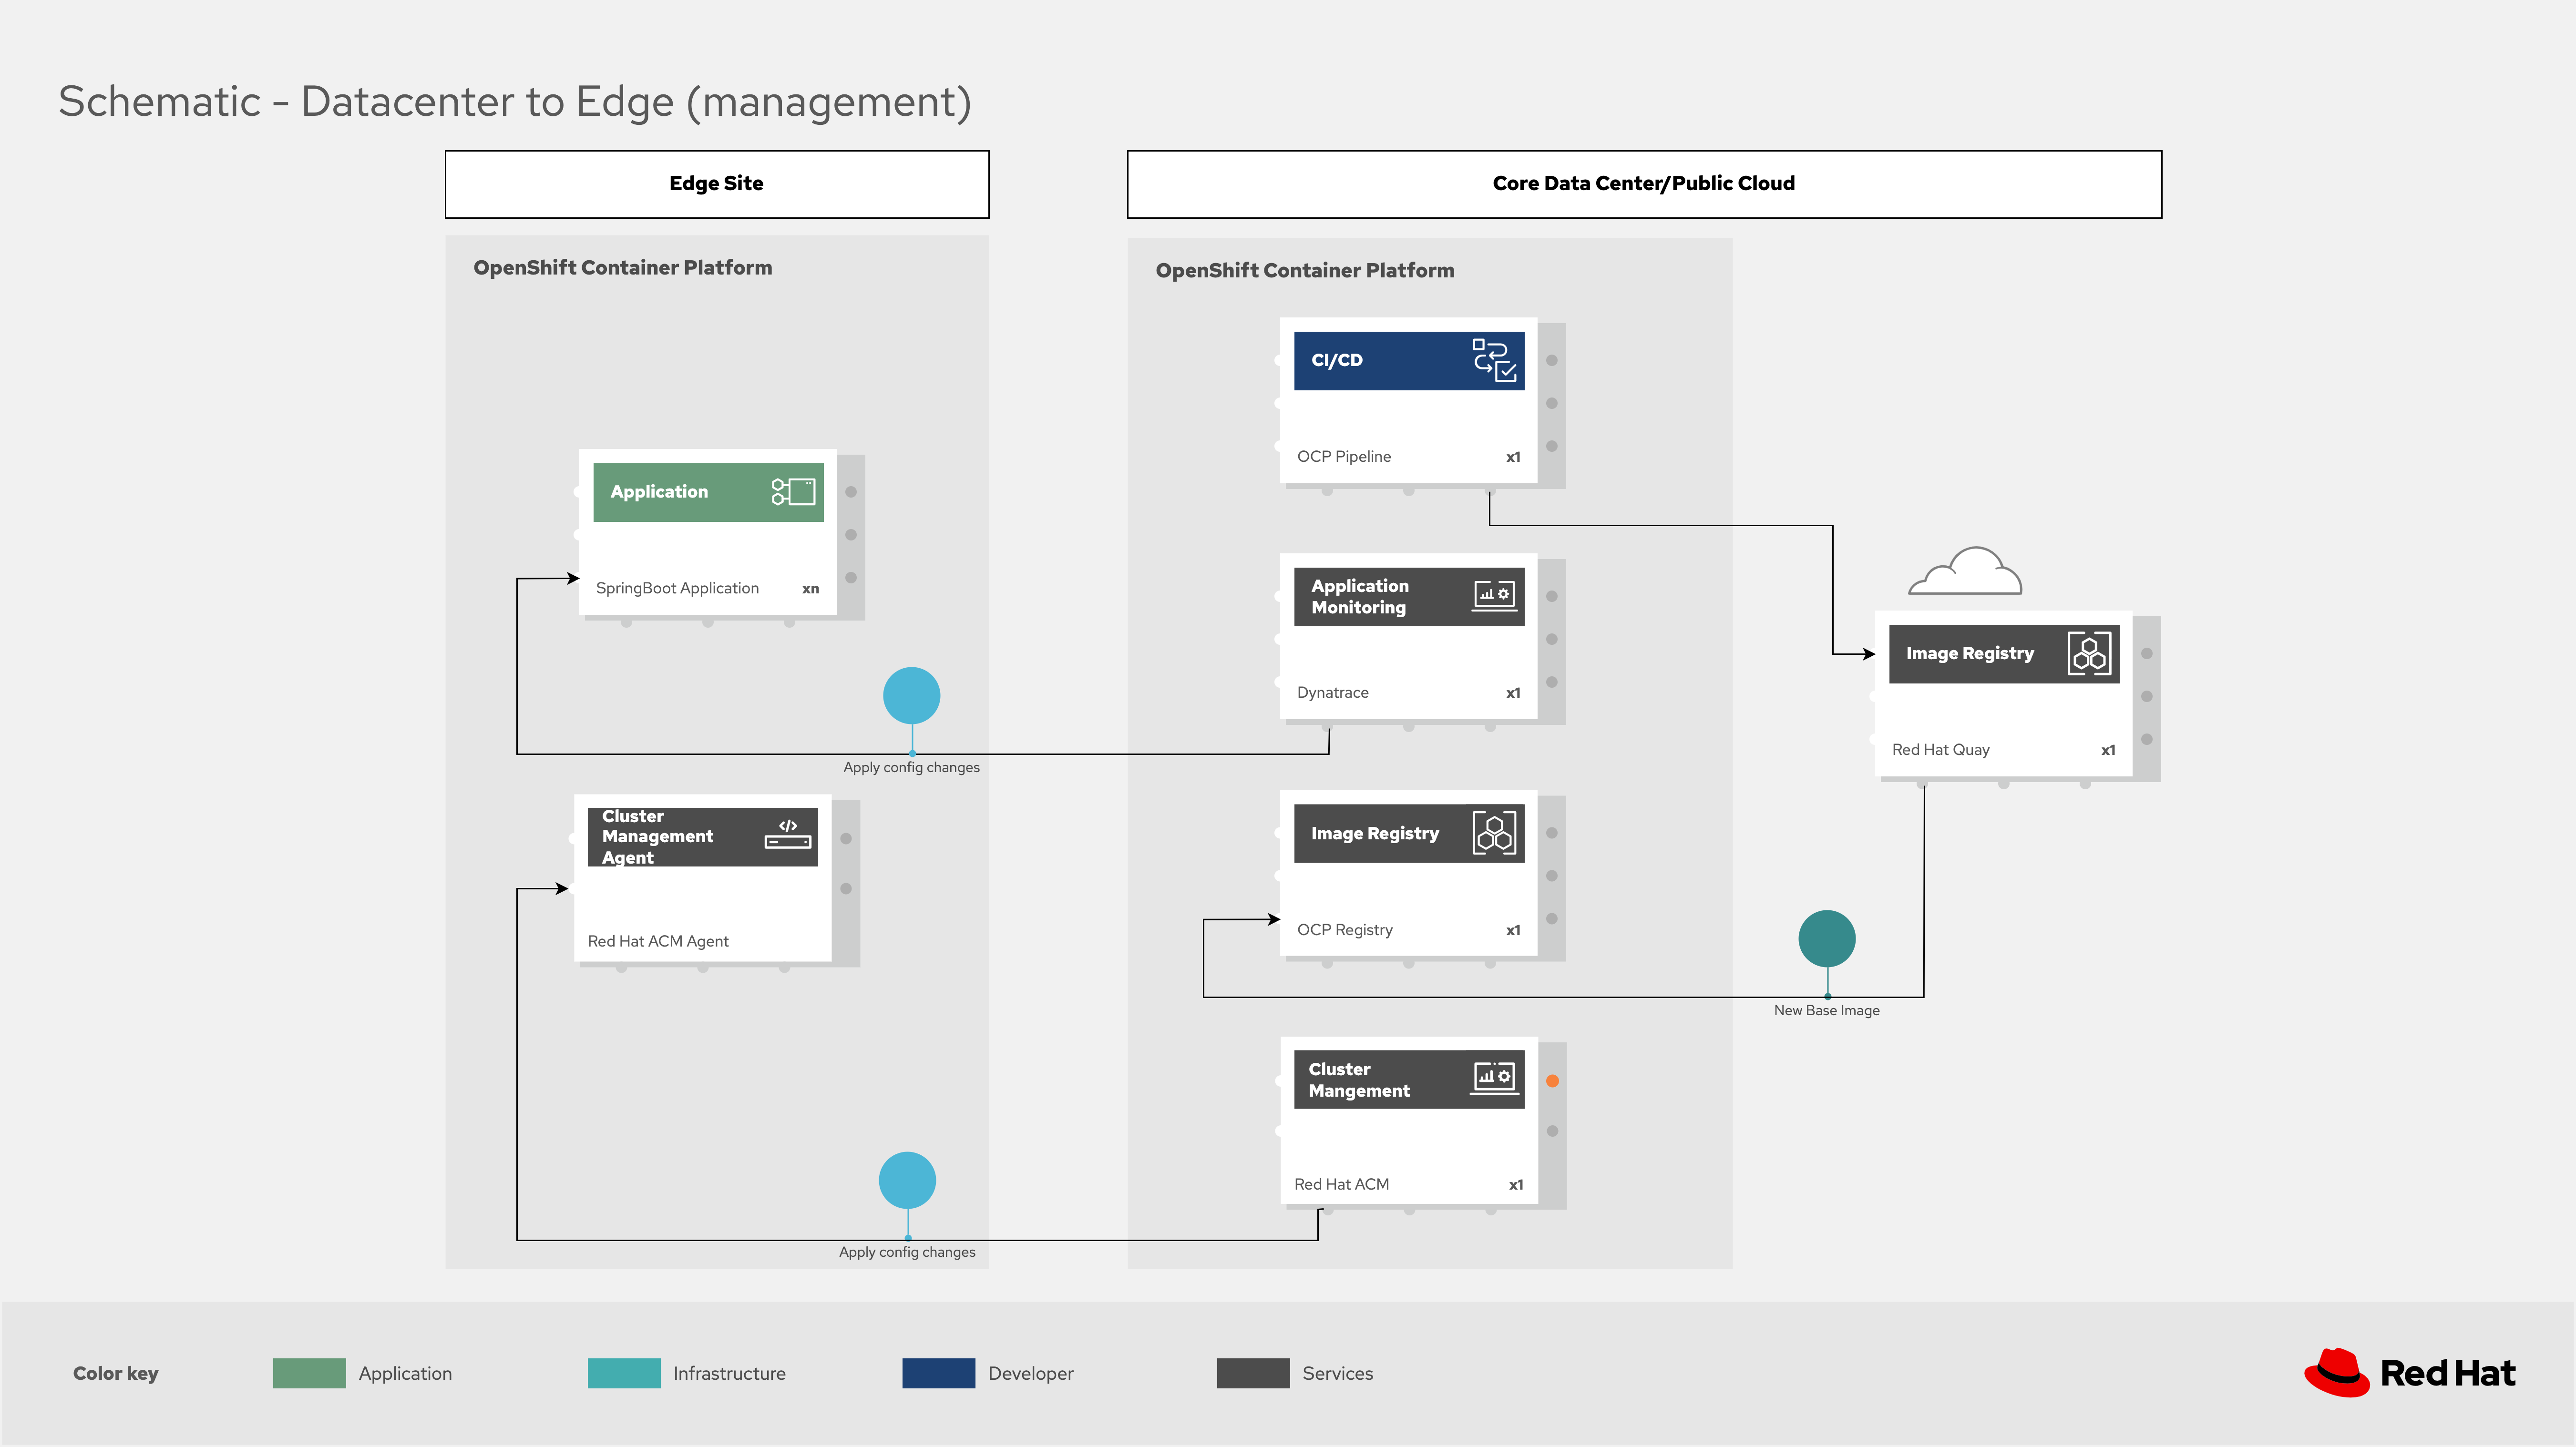 Schematic - Datacenter to Edge (management)
Edge Site
Core Data Center/Public Cloud
OpenShift Container Platform
OpenShift Container Platform
CI/CD
OCP Pipeline x1
Application
SpringBoot Application xn
Application
Monitoring
Dynatrace x1
Image Registry
Red Hat Quay x1
Apply config changes
Cluster
Management
Agent
Red Hat ACM Agent
Image Registry
OCP Registry x1
New Base Image
Cluster
Mangement
Red Hat ACM x1
Apply config changes
Color key
Application
Infrastructure
Developer
Services
Red Hat